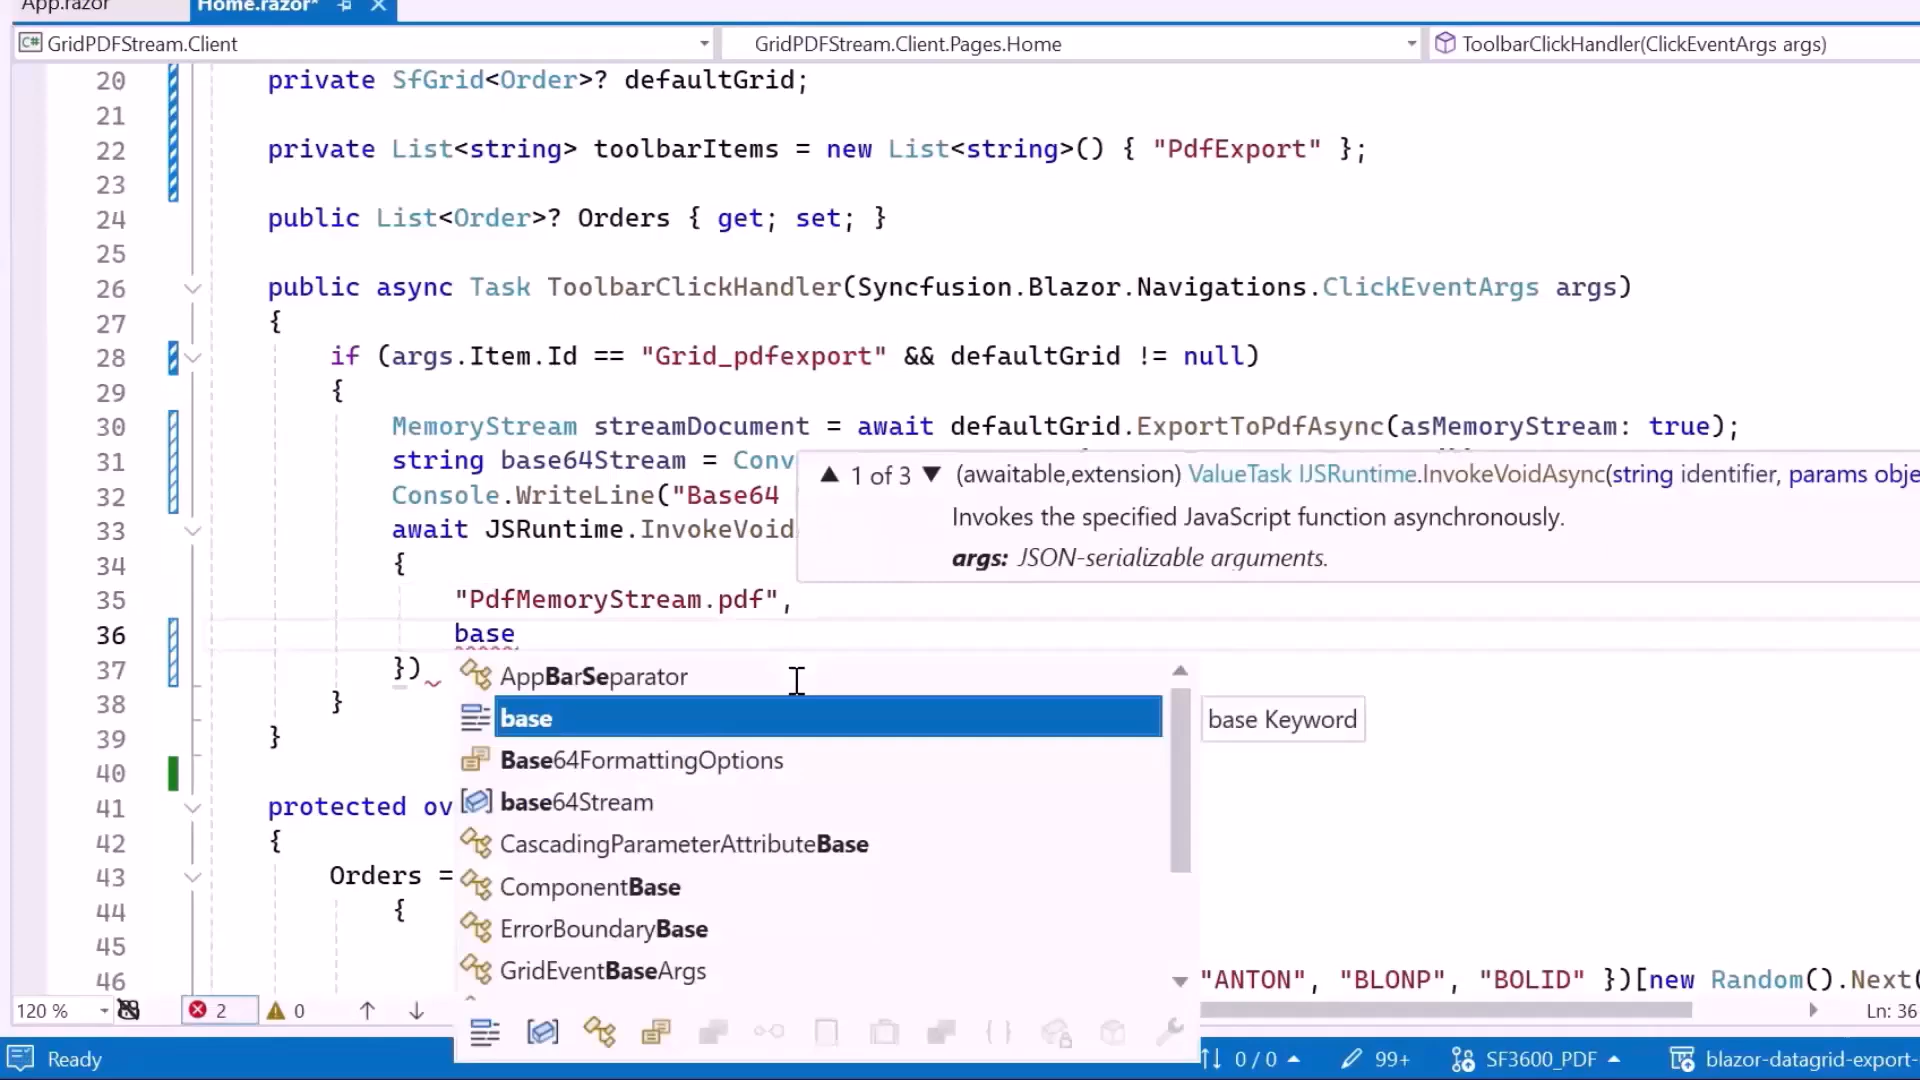 App.razor
Home.razor*
C# GridPDFStream.Client
GridPDFStream.Client.Pages.Home
ToolbarClickHandler(ClickEventArgs args)
20 private SfGrid<Order>? defaultGrid;
21
22 private List<string> toolbarItems = new List<string>() { "PdfExport" };
23
24 public List<Order>? Orders { get; set; }
25
26 public async Task ToolbarClickHandler(Syncfusion.Blazor.Navigations.ClickEventArgs args)
27 {
28 if (args.Item.Id == "Grid_pdfexport" && defaultGrid != null)
29 {
30 MemoryStream streamDocument = await defaultGrid.ExportToPdfAsync(asMemoryStream: true);
31 string base64Stream = Conv
32 Console.WriteLine("Base64
33 await JSRuntime.InvokeVoid
1 of 3 (awaitable,extension) ValueTask IJSRuntime.InvokeVoidAsync(string identifier, params obje
Invokes the specified JavaScript function asynchronously.
args: JSON-serializable arguments.
34 {
35 "PdfMemoryStream.pdf",
36 base
37 })
38 }
39 }
40
41 protected ov
42 {
43 Orders =
44 {
45
46 "ANTON", "BLONP", "BOLID" })[new Random().Next(
AppBarSeparator
base
base Keyword
Base64FormattingOptions
base64Stream
CascadingParameterAttributeBase
ComponentBase
ErrorBoundaryBase
GridEventBaseArgs
120 %
2
0
Ln: 36
Ready
0 / 0
99+
SF3600_PDF
blazor-datagrid-export-